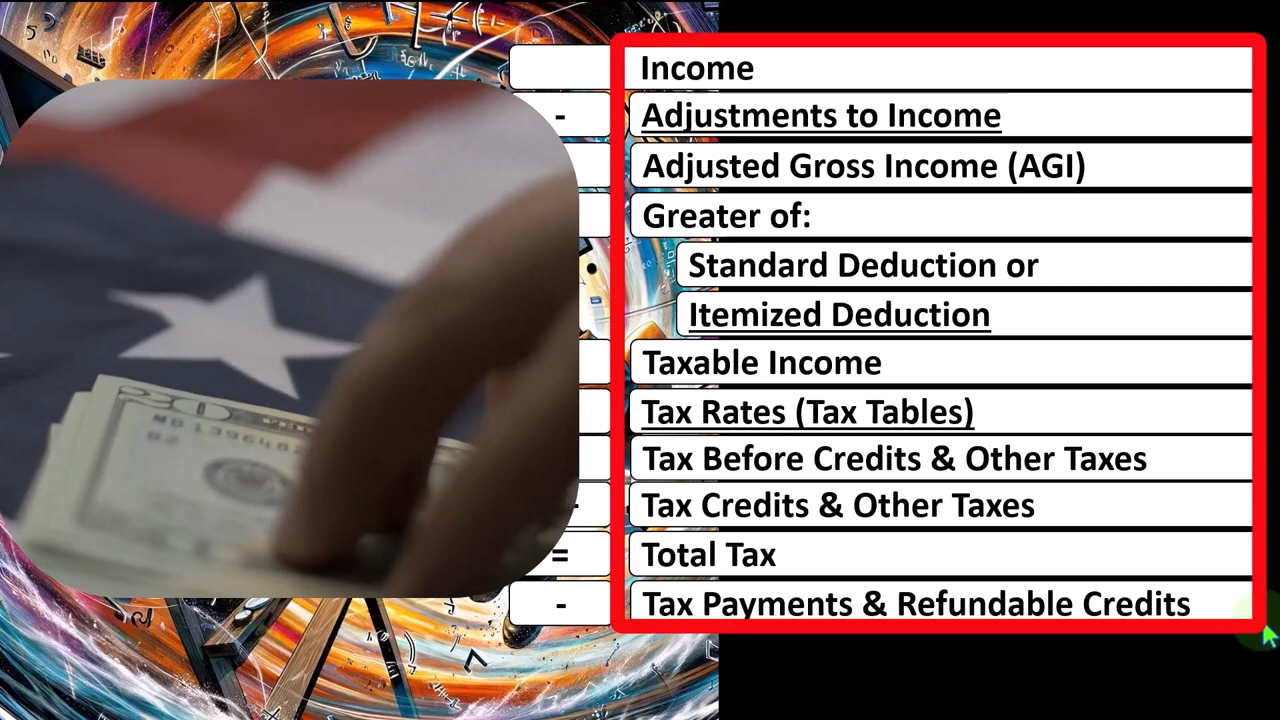 Income
- Adjustments to Income
Adjusted Gross Income (AGI)
Greater of:
Standard Deduction or
Itemized Deduction
Taxable Income
Tax Rates (Tax Tables)
Tax Before Credits & Other Taxes
- Tax Credits & Other Taxes
= Total Tax
- Tax Payments & Refundable Credits